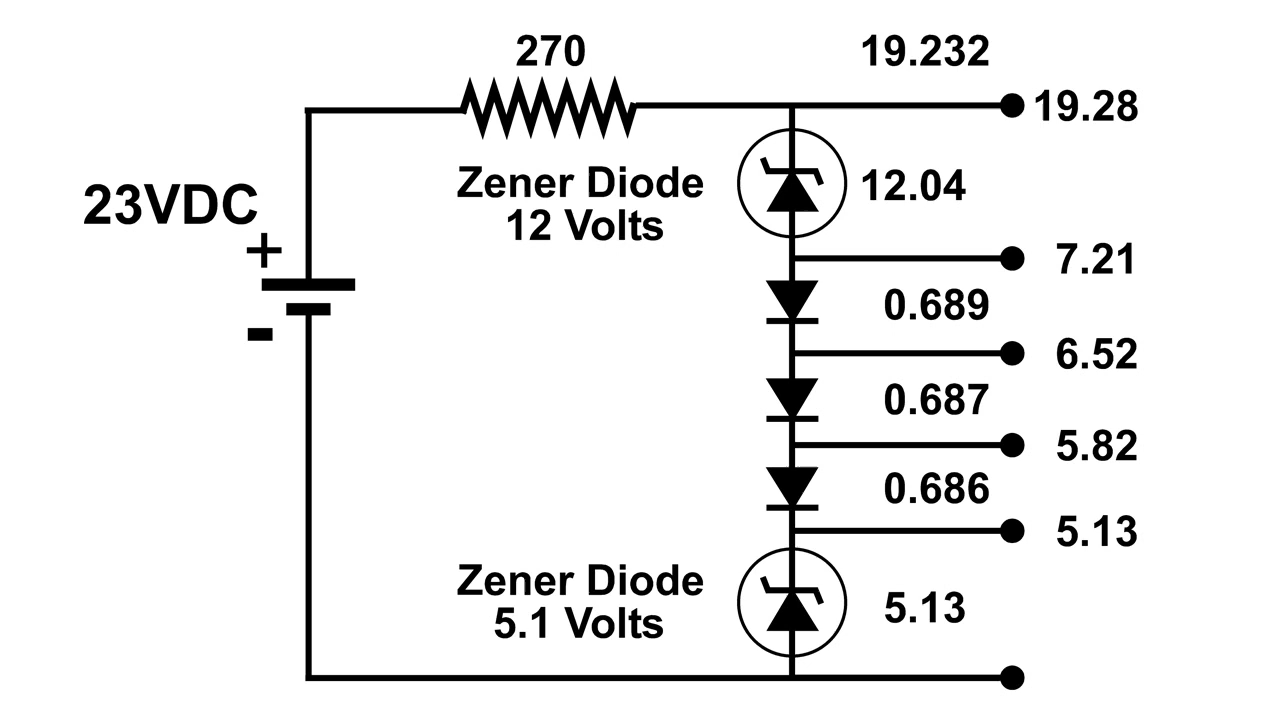 270
19.232
19.28
Zener Diode
12 Volts
12.04
23VDC
+
-
7.21
0.689
6.52
0.687
5.82
0.686
5.13
Zener Diode
5.1 Volts
5.13